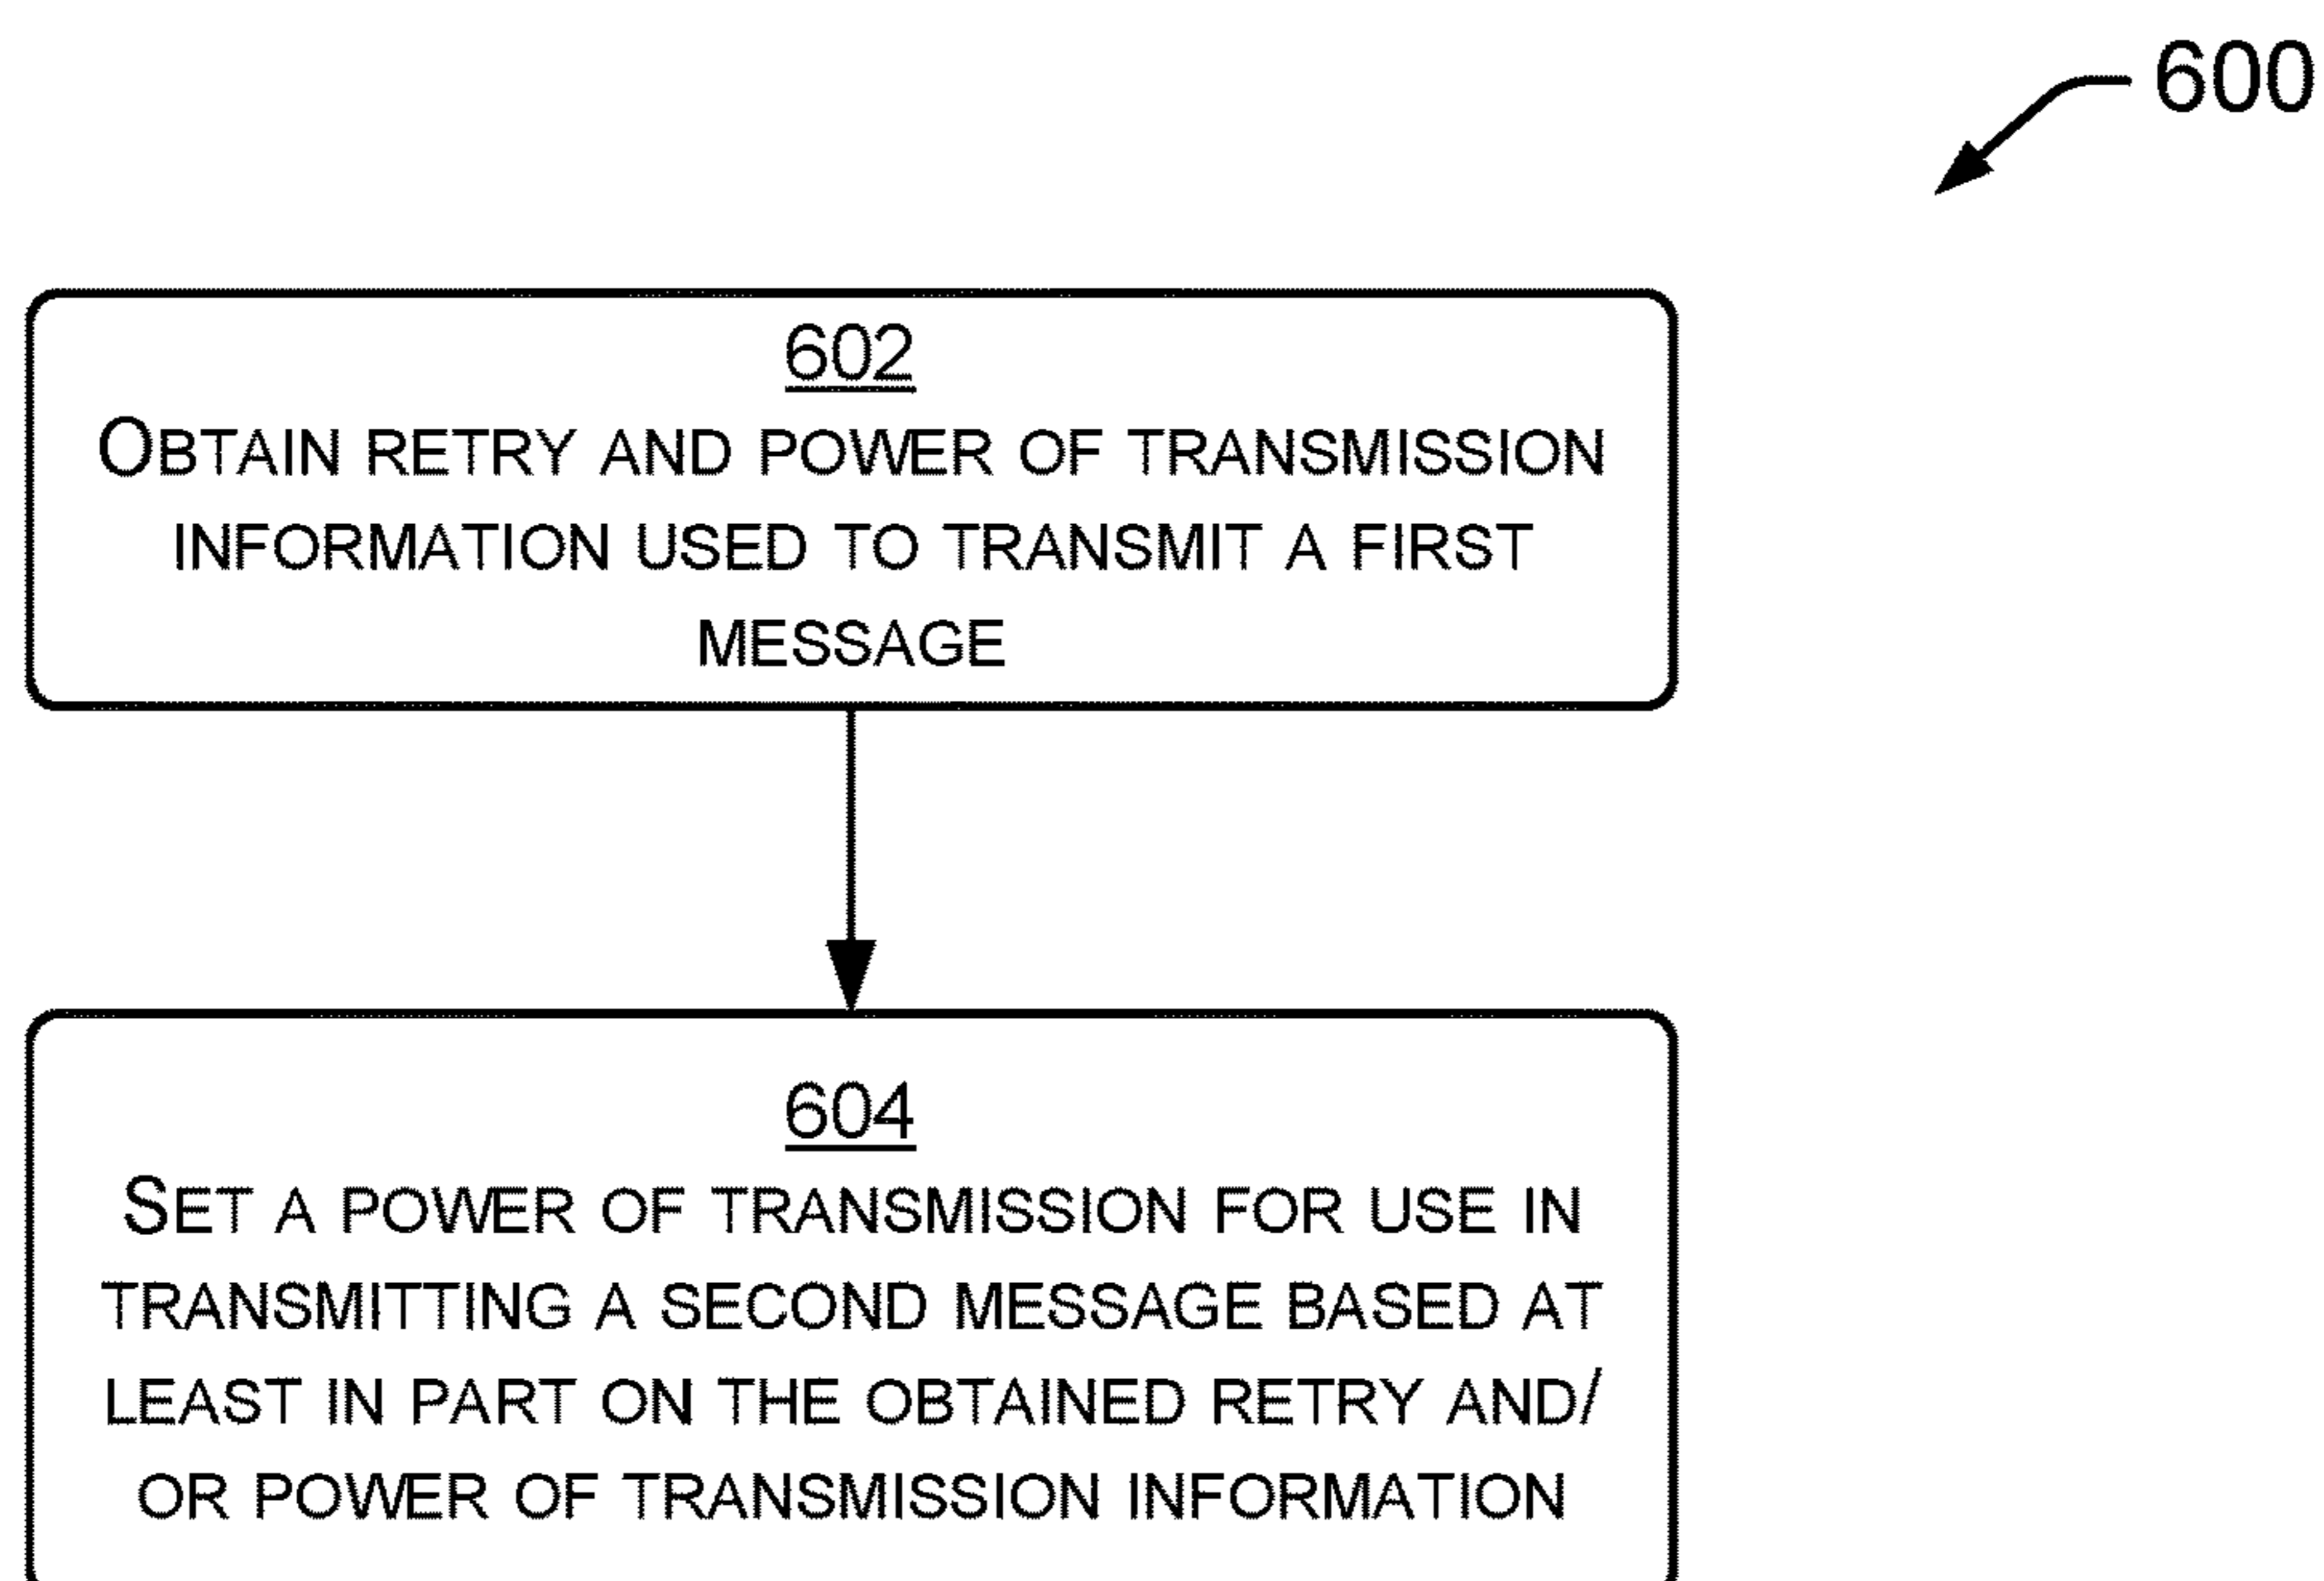 600
602
OBTAIN RETRY AND POWER OF TRANSMISSION
INFORMATION USED TO TRANSMIT A FIRST
MESSAGE
604
SET A POWER OF TRANSMISSION FOR USE IN
TRANSMITTING A SECOND MESSAGE BASED AT
LEAST IN PART ON THE OBTAINED RETRY AND/
OR POWER OF TRANSMISSION INFORMATION